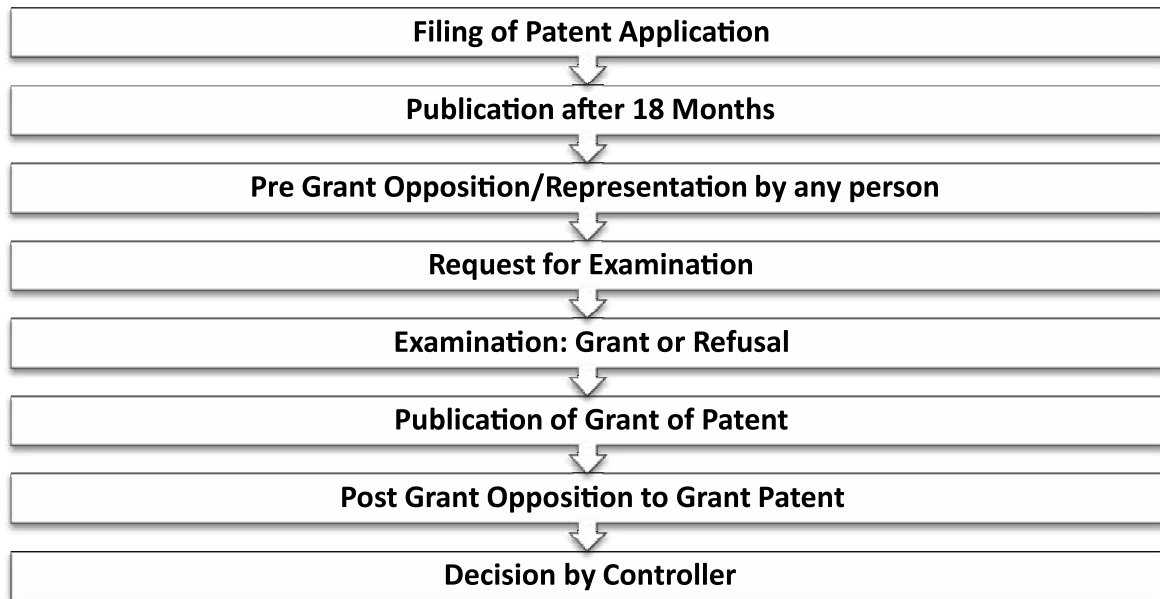 Filing of Patent Application
Publication after 18 Months
Pre Grant Opposition/Representation by any person
Request for Examination
Examination: Grant or Refusal
Publication of Grant of Patent
Post Grant Opposition to Grant Patent
Decision by Controller